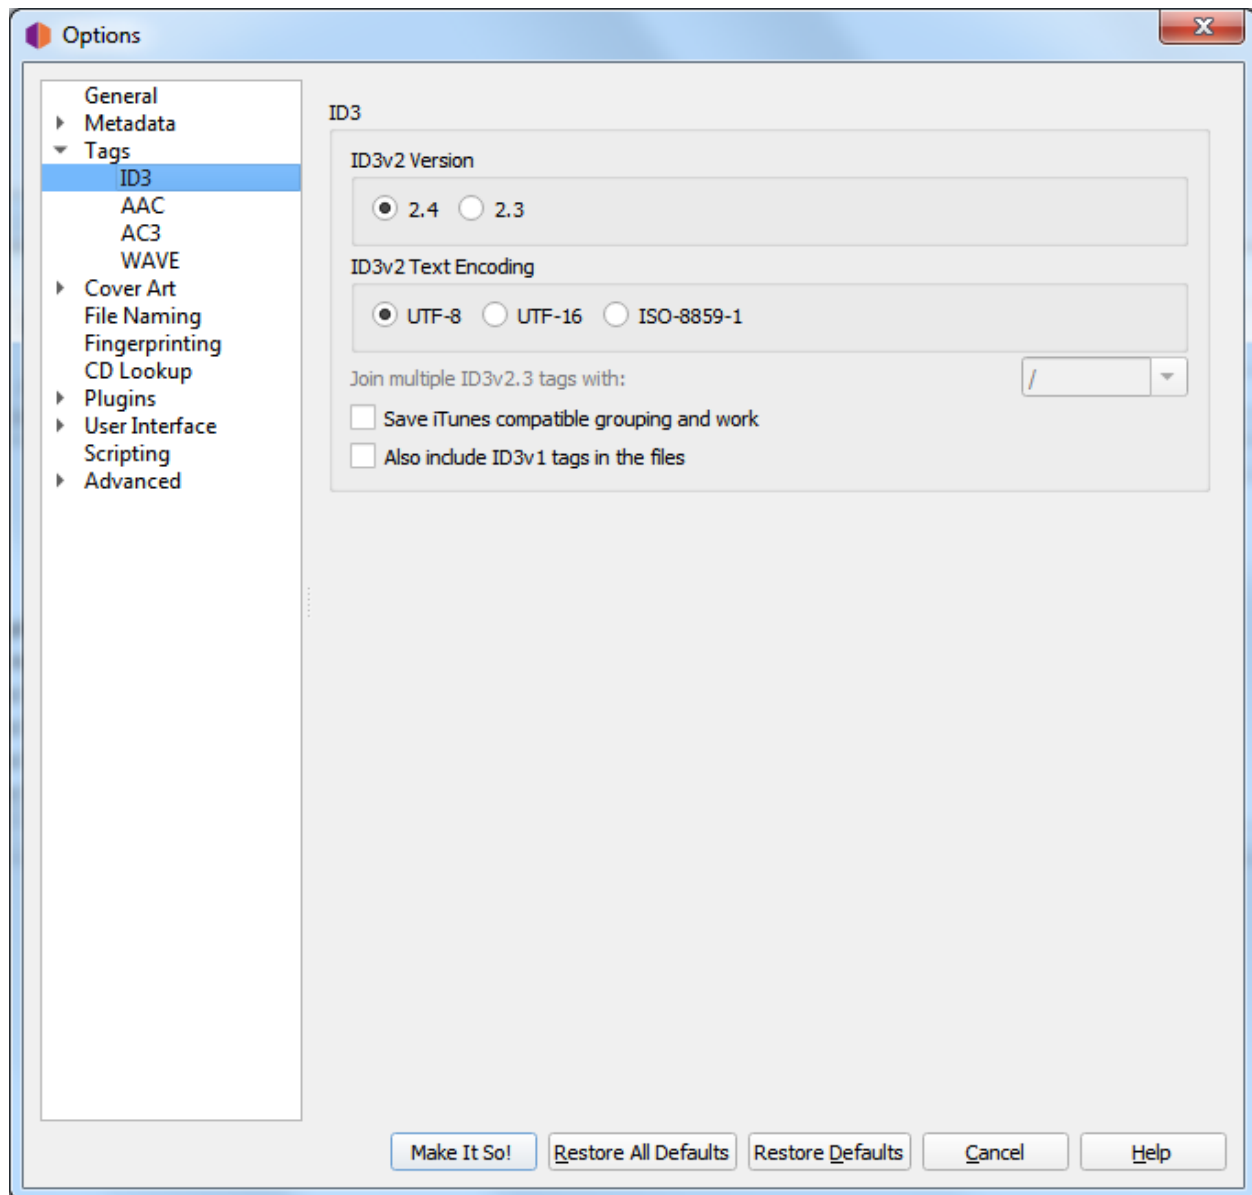 Options
General
Metadata
Tags
ID3
AAC
AC3
WAVE
Cover Art
File Naming
Fingerprinting
CD Lookup
Plugins
User Interface
Scripting
Advanced
ID3
ID3v2 Version
2.4 2.3
ID3v2 Text Encoding
UTF-8 UTF-16 ISO-8859-1
Join multiple ID3v2.3 tags with: /
Save iTunes compatible grouping and work
Also include ID3v1 tags in the files
Make It So! Restore All Defaults Restore Defaults Cancel Help